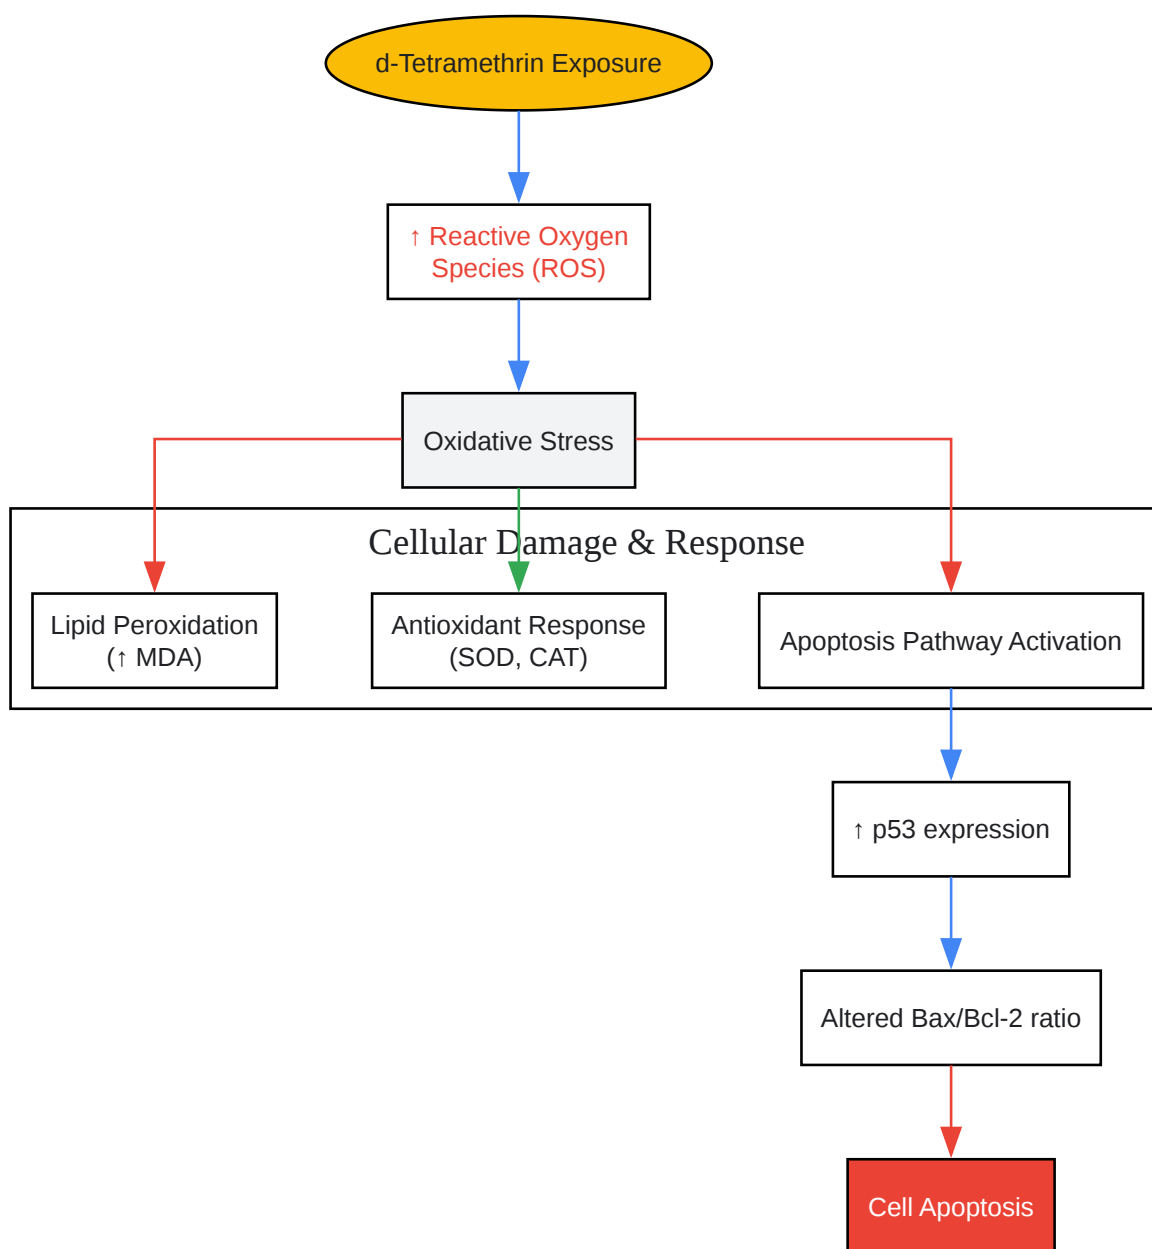 d-Tetramethrin Exposure
↑ Reactive Oxygen
Species (ROS)
Oxidative Stress
Cellular Damage & Response
Lipid Peroxidation
(↑ MDA)
Antioxidant Response
(SOD, CAT)
Apoptosis Pathway Activation
↑ p53 expression
Altered Bax/Bcl-2 ratio
Cell Apoptosis